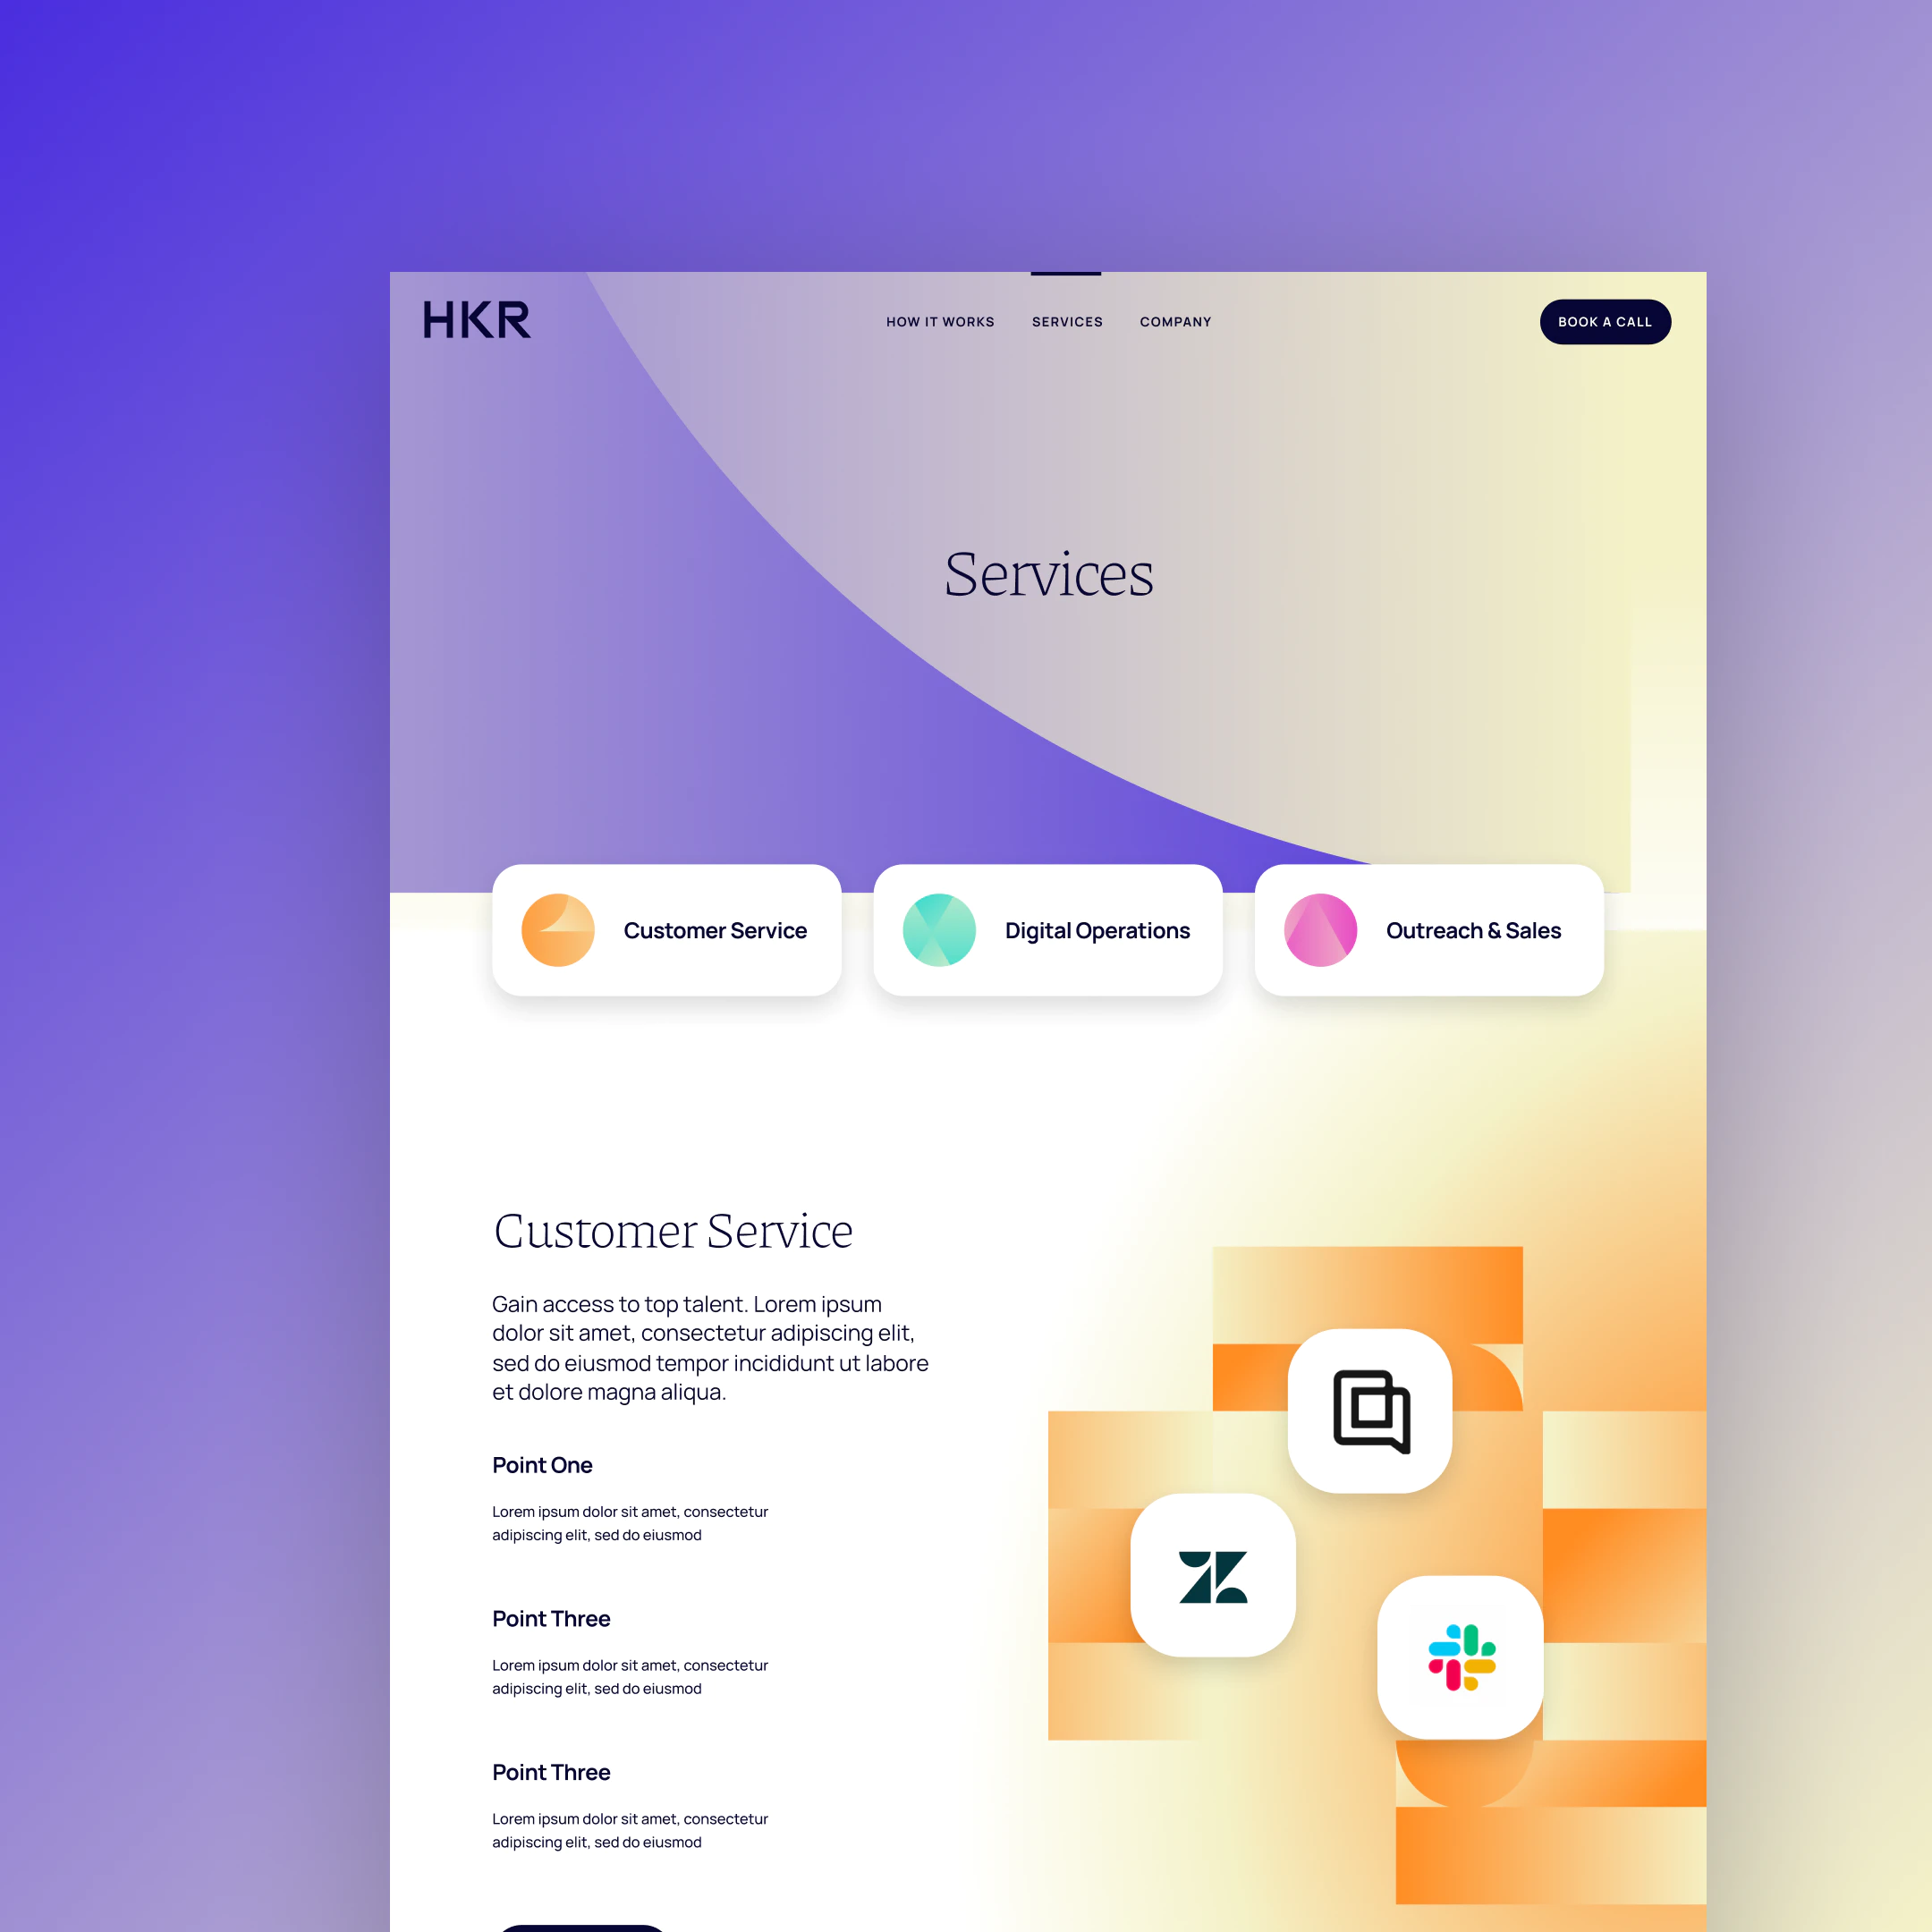 HKR
HOW IT WORKS
SERVICES
COMPANY
BOOK A CALL
Services
Customer Service
Digital Operations
Outreach & Sales
Customer Service
Gain access to top talent. Lorem ipsum
dolor sit amet, consectetur adipiscing elit,
sed do eiusmod tempor incididunt ut labore
et dolore magna aliqua.
Point One
Lorem ipsum dolor sit amet, consectetur
adipiscing elit, sed do eiusmod
Point Three
Lorem ipsum dolor sit amet, consectetur
adipiscing elit, sed do eiusmod
Point Three
Lorem ipsum dolor sit amet, consectetur
adipiscing elit, sed do eiusmod